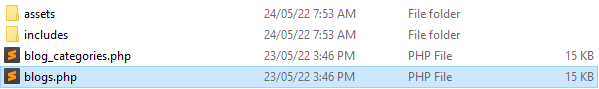 assets 24/05/22 7:53 AM File folder
includes 24/05/22 7:53 AM File folder
blog_categories.php 23/05/22 3:46 PM PHP File 15 KB
blogs.php 23/05/22 3:46 PM PHP File 15 KB